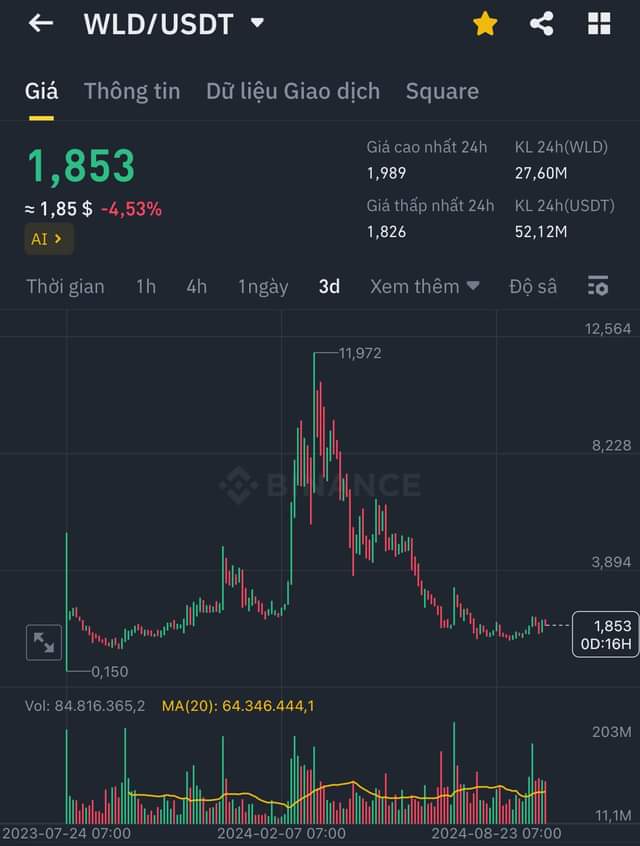 WLD/USDT
Giá Thông tin Dữ liệu Giao dịch Square
1,853
≈ 1,85 $ -4,53%
AI >
Giá cao nhất 24h KL 24h(WLD)
1,989 27,60M
Giá thấp nhất 24h KL 24h(USDT)
1,826 52,12M
Thời gian 1h 4h 1ngày 3d Xem thêm Độ sâ
12,564
11,972
8,228
BINANCE
3,894
1,853
0D:16H
0,150
Vol: 84.816.365,2 MA(20): 64.346.444,1
203M
11,1M
2023-07-24 07:00 2024-02-07 07:00 2024-08-23 07:00